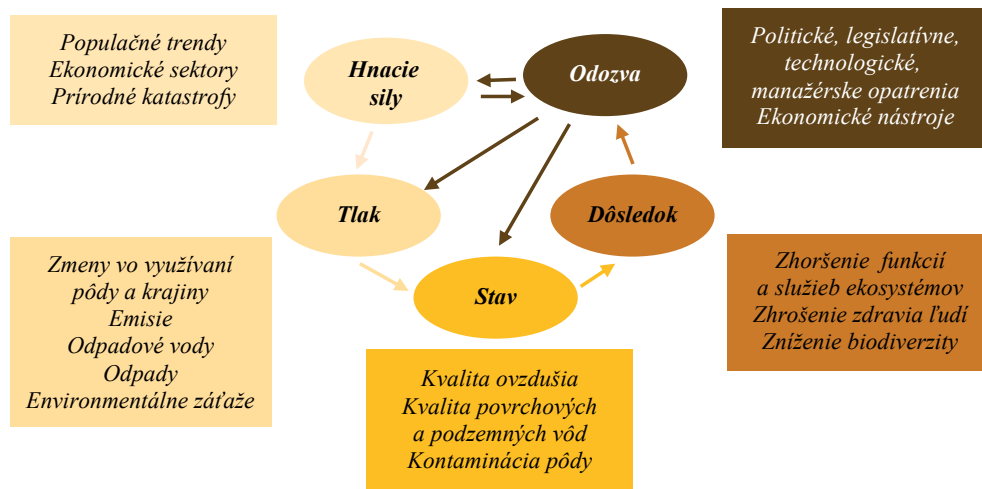 Populačné trendy
Ekonomické sektory
Prírodné katastrofy
Hnacie
sily
Odozva
Politické, legislatívne,
technologické,
manažérske opatrenia
Ekonomické nástroje
Tlak
Dôsledok
Stav
Zmeny vo využívaní
pôdy a krajiny
Emisie
Odpadové vody
Odpady
Environmentálne záťaže
Kvalita ovzdušia
Kvalita povrchových
a podzemných vôd
Kontaminácia pôdy
Zhoršenie funkcií
a služieb ekosystémov
Zhrošenie zdravia ľudí
Zníženie biodiverzity